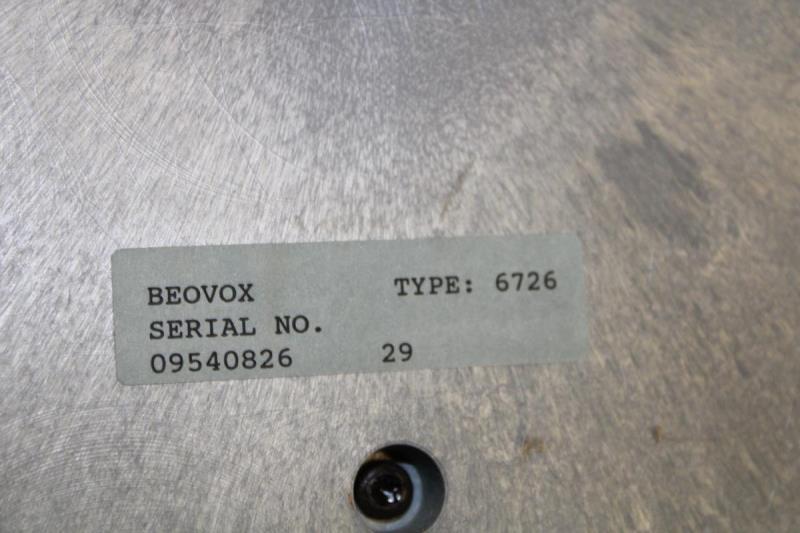 BEOVOX TYPE: 6726
SERIAL NO.
09540826 29